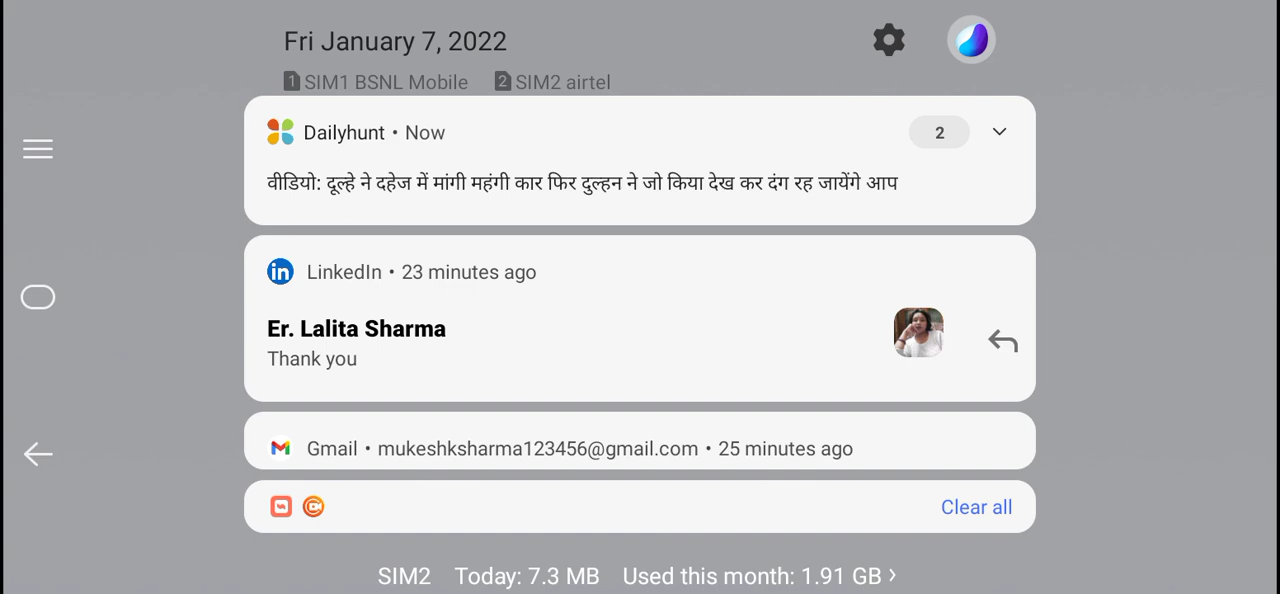 Fri January 7, 2022
1 SIM1 BSNL Mobile 2 SIM2 airtel
Dailyhunt • Now 2
वीडियो: दूल्हे ने दहेज में मांगी महंगी कार फिर दुल्हन ने जो किया देख कर दंग रह जायेंगे आप
in LinkedIn • 23 minutes ago
Er. Lalita Sharma
Thank you
Gmail • mukeshksharma123456@gmail.com • 25 minutes ago
Clear all
SIM2 Today: 7.3 MB Used this month: 1.91 GB ›